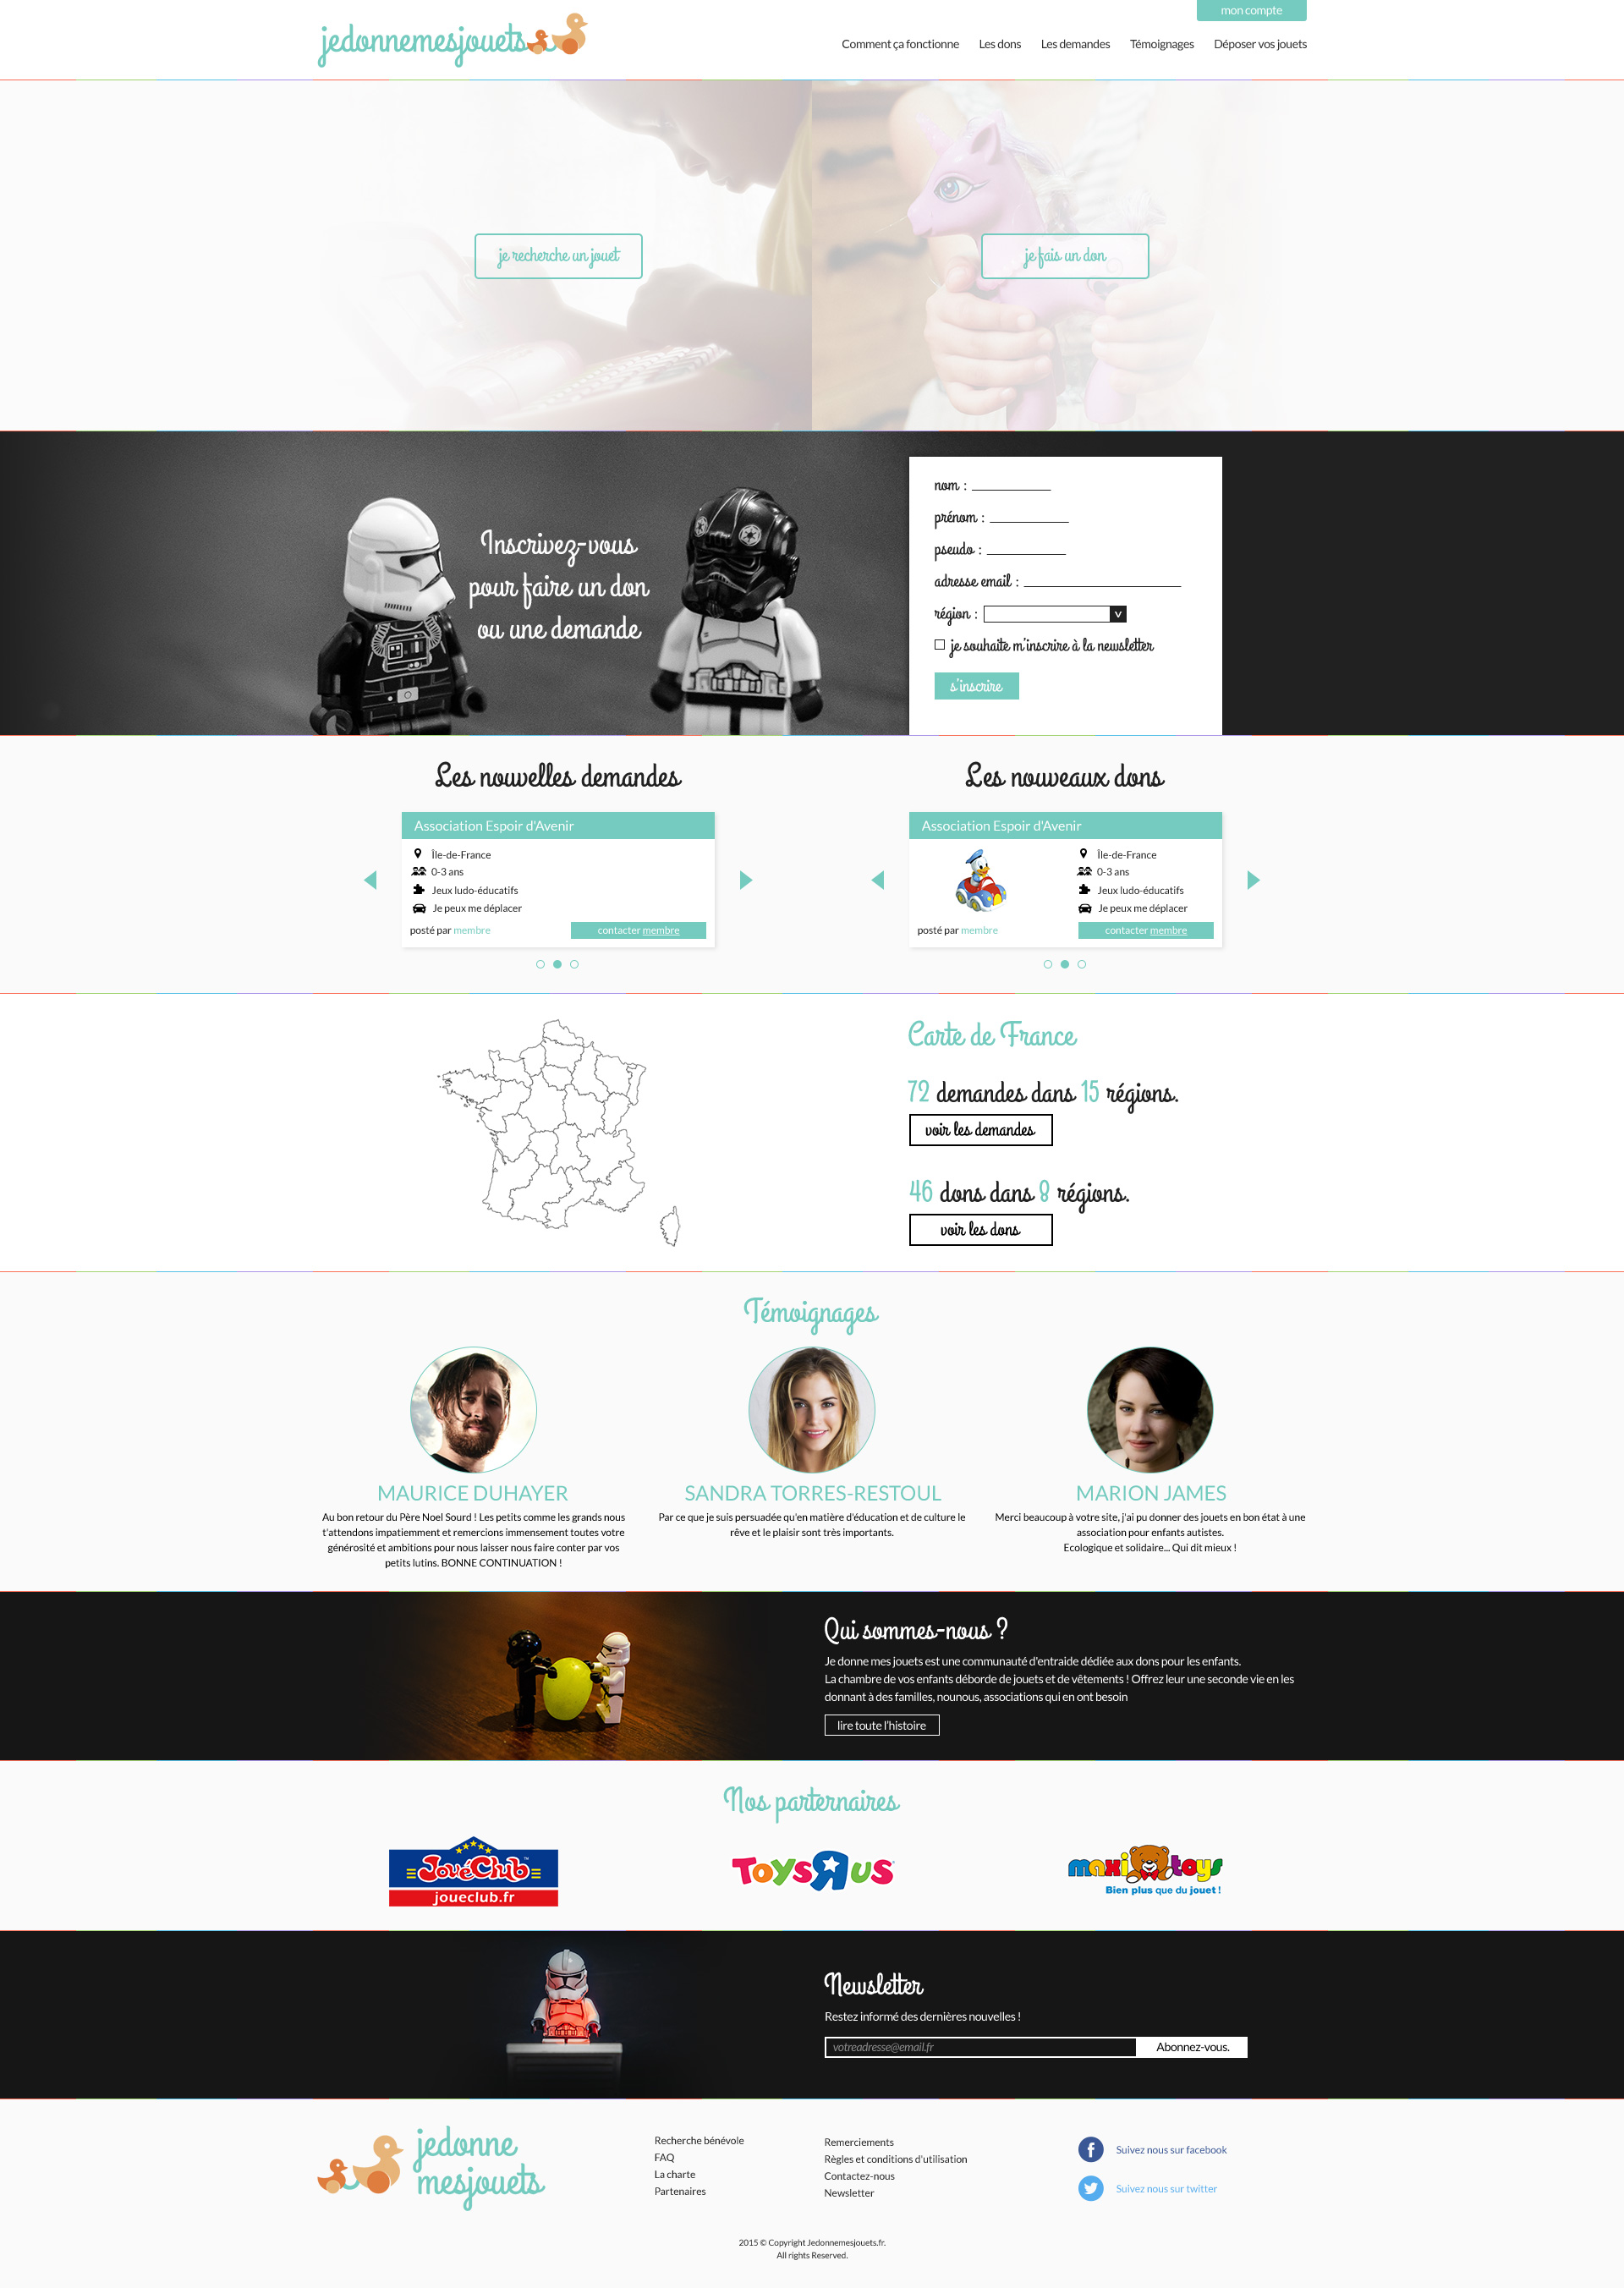 mon compte
jedonnemesjouets
Comment ça fonctionne
Les dons
Les demandes
Témoignages
Déposer vos jouets
je recherche un jouet
je fais un don
Inscrivez-vous
pour faire un don
ou une demande
nom :
prénom :
pseudo :
adresse email :
région :
v
je souhaite m'inscrire à la newsletter
s'inscrire
Les nouvelles demandes
Association Espoir d'Avenir
Île-de-France
0-3 ans
Jeux ludo-éducatifs
Je peux me déplacer
posté par membre
contacter membre
Les nouveaux dons
Association Espoir d'Avenir
Île-de-France
0-3 ans
Jeux ludo-éducatifs
Je peux me déplacer
posté par membre
contacter membre
Carte de France
72 demandes dans 15 régions.
voir les demandes
46 dons dans 8 régions.
voir les dons
Témoignages
MAURICE DUHAYER
Au bon retour du Père Noel Sourd ! Les petits comme les grands nous
t'attendons impatiemment et remercions immensement toutes votre
générosité et ambitions pour nous laisser nous faire conter par vos
petits lutins. BONNE CONTINUATION !
SANDRA TORRES-RESTOUL
Par ce que je suis persuadée qu'en matière d'éducation et de culture le
rêve et le plaisir sont très importants.
MARION JAMES
Merci beaucoup à votre site, j'ai pu donner des jouets en bon état à une
association pour enfants autistes.
Ecologique et solidaire... Qui dit mieux !
Qui sommes-nous ?
Je donne mes jouets est une communauté d'entraide dédiée aux dons pour les enfants.
La chambre de vos enfants déborde de jouets et de vêtements ! Offrez leur une seconde vie en les
donnant à des familles, nounous, associations qui en ont besoin
lire toute l'histoire
Nos parternaires
JouéClub™
joueclub.fr
ToysЯus
maxi toys
Bien plus que du jouet !
Newsletter
Restez informé des dernières nouvelles !
votreadresse@email.fr
Abonnez-vous.
jedonne
mesjouets
Recherche bénévole
FAQ
La charte
Partenaires
Remerciements
Règles et conditions d'utilisation
Contactez-nous
Newsletter
Suivez nous sur facebook
Suivez nous sur twitter
2015 © Copyright Jedonnemesjouets.fr.
All rights Reserved.